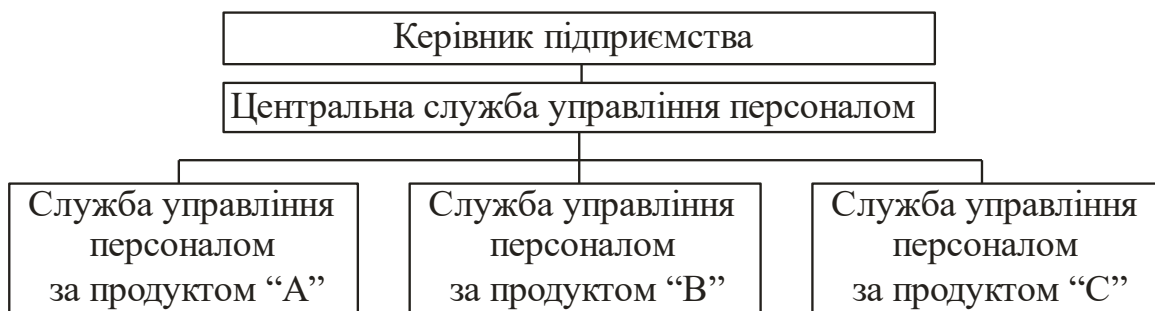 Керівник підприємства
Центральна служба управління персоналом
Служба управління
персоналом
за продуктом “А”
Служба управління
персоналом
за продуктом “В”
Служба управління
персоналом
за продуктом “С”